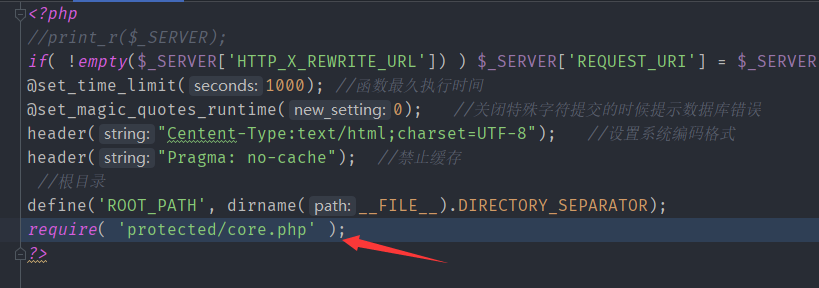 <?php
//print_r($_SERVER);
if( !empty($_SERVER['HTTP_X_REWRITE_URL']) ) $_SERVER['REQUEST_URI'] = $_SERVER
@set_time_limit( seconds: 1000); //函数最久执行时间
@set_magic_quotes_runtime( new_setting: 0); //关闭特殊字符提交的时候提示数据库错误
header( string: "Centent-Type:text/html;charset=UTF-8"); //设置系统编码格式
header( string: "Pragma: no-cache"); //禁止缓存
//根目录
define('ROOT_PATH', dirname( path: __FILE__).DIRECTORY_SEPARATOR);
require( 'protected/core.php' );
?>